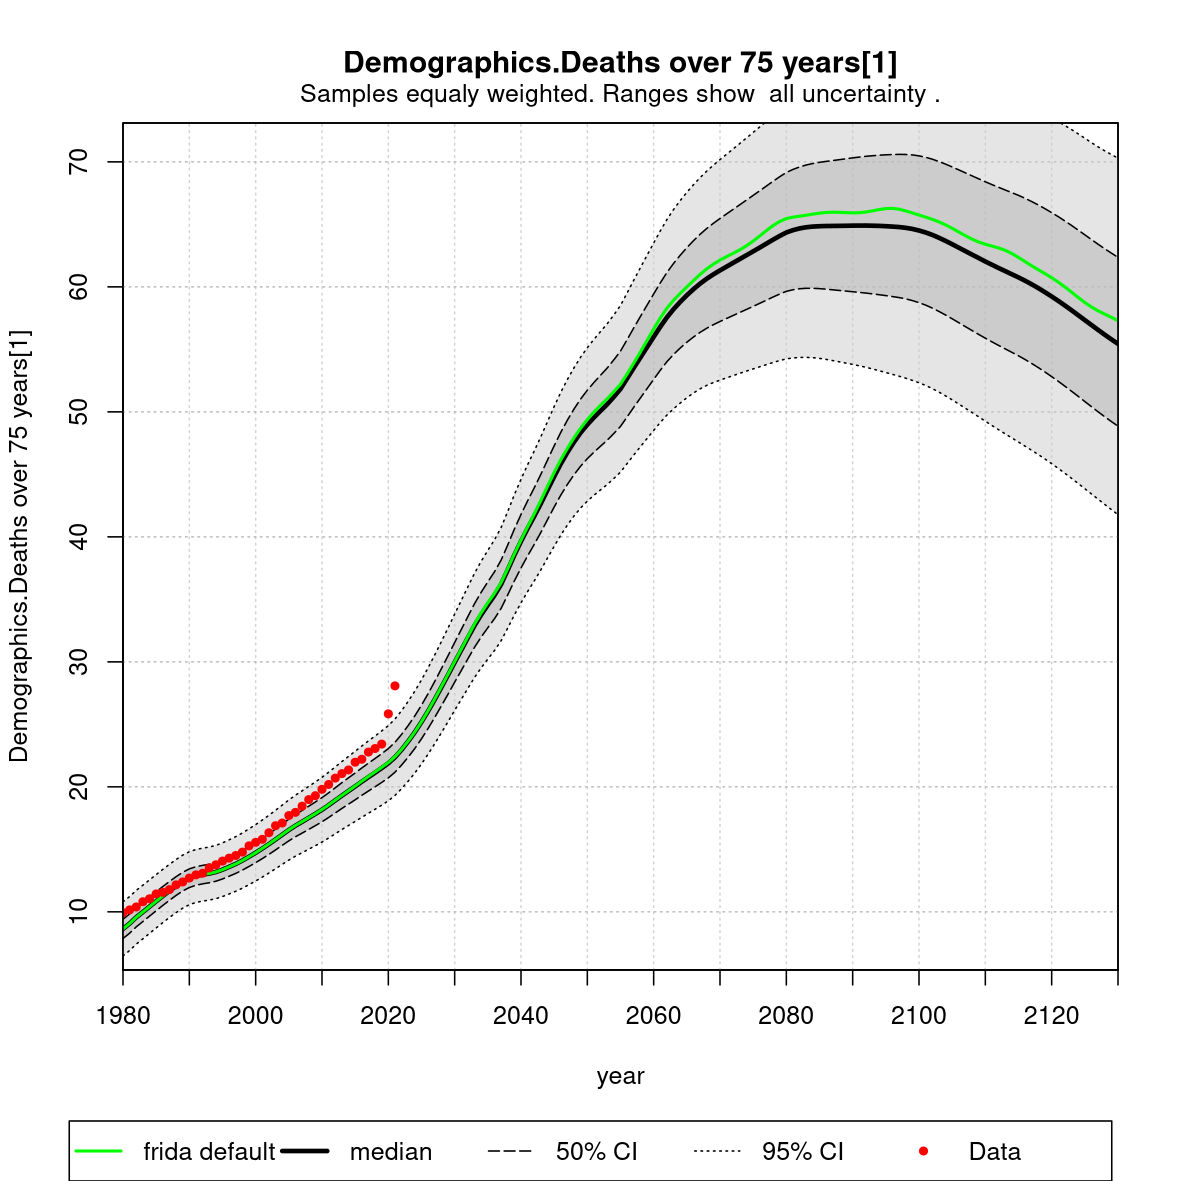 Demographics.Deaths over 75 years[1]
Samples equaly weighted. Ranges show  all uncertainty .
Demographics.Deaths over 75 years[1]
70
60
50
40
30
20
10
1980 2000 2020 2040 2060 2080 2100 2120
year
frida default median 50% CI 95% CI Data